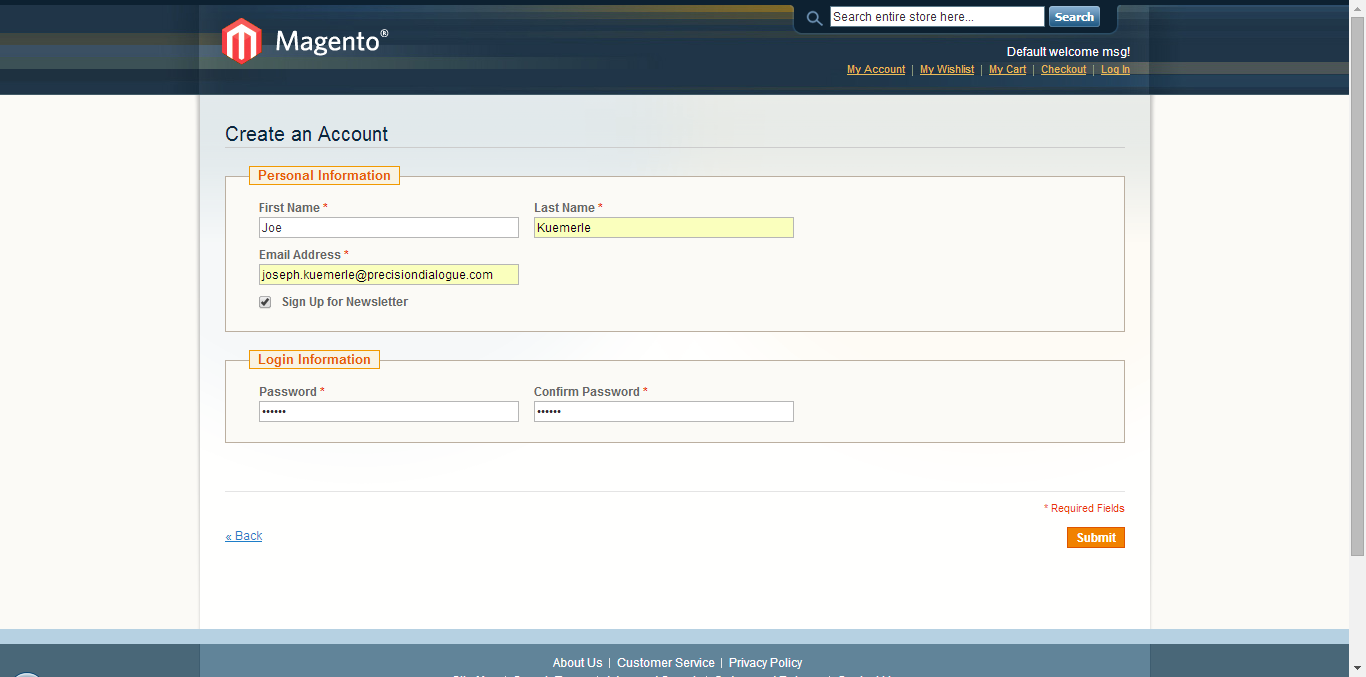 Search entire store here...
Search
Magento®
Default welcome msg!
My Account | My Wishlist | My Cart | Checkout | Log In
Create an Account
Personal Information
First Name *
Last Name *
Joe
Kuemerle
Email Address *
joseph.kuemerle@precisiondialogue.com
Sign Up for Newsletter
Login Information
Password *
Confirm Password *
••••••
••••••
* Required Fields
« Back
Submit
About Us | Customer Service | Privacy Policy